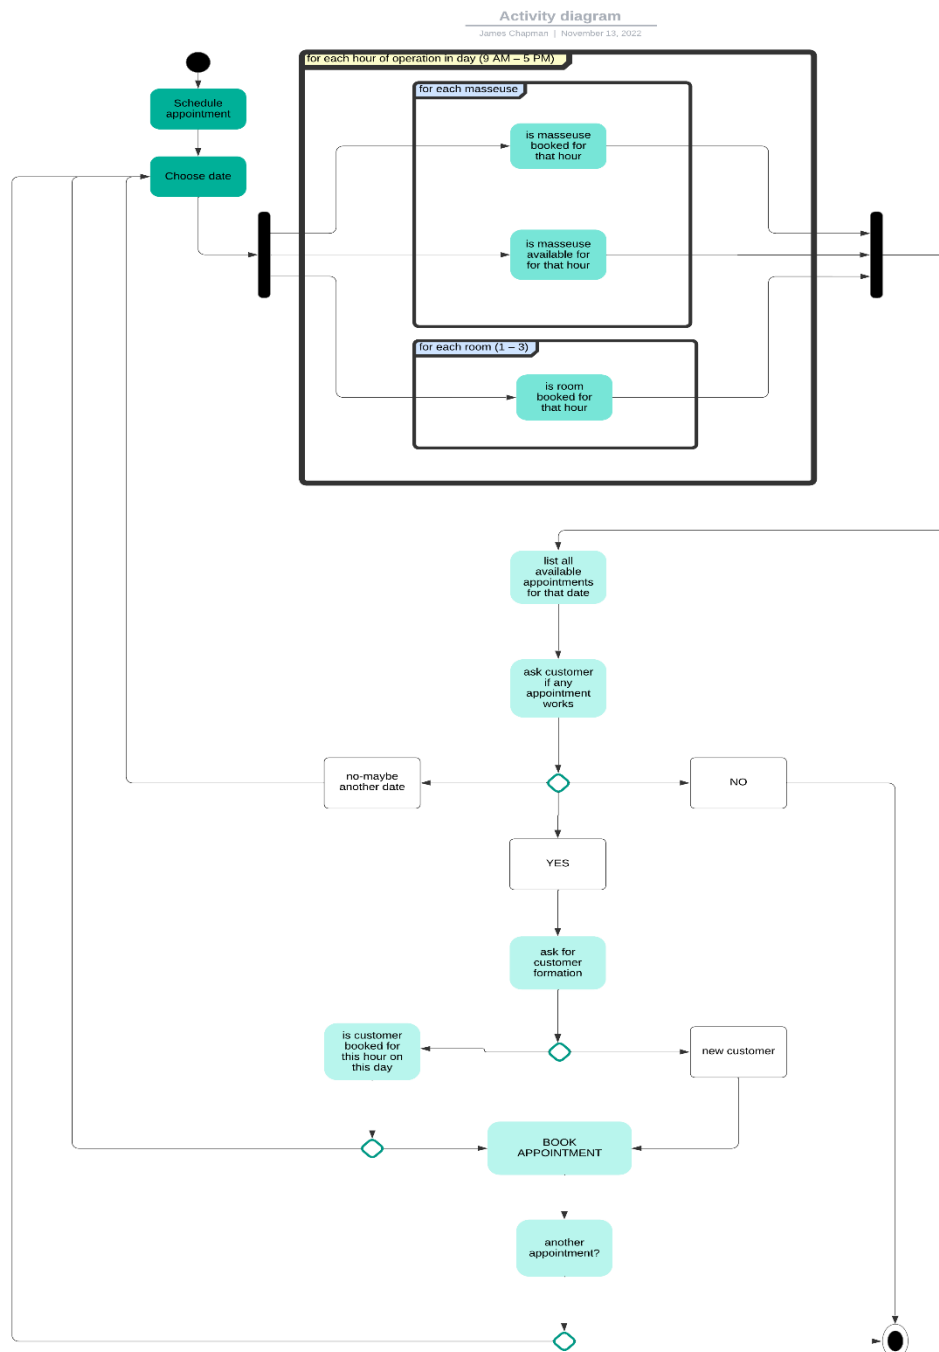 Activity diagram
James Chapman | November 13, 2022
for each hour of operation in day (9 AM – 5 PM)
for each masseuse
Schedule
appointment
is masseuse
booked for
that hour
Choose date
is masseuse
available for
for that hour
for each room (1 – 3)
is room
booked for
that hour
list all
available
appointments
for that date
ask customer
if any
appointment
works
no-maybe
another date
NO
YES
ask for
customer
formation
is customer
booked for
this hour on
this day
new customer
BOOK
APPOINTMENT
another
appointment?